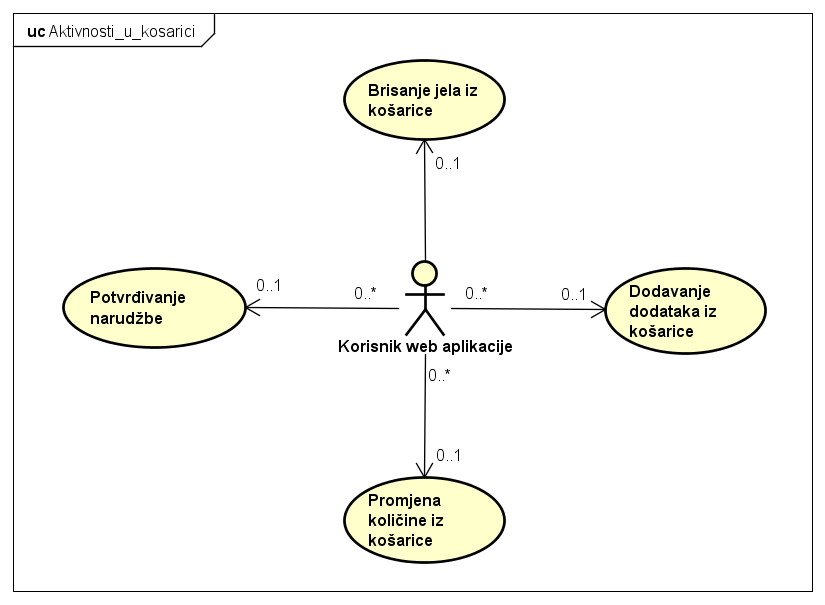 uc Aktivnosti_u_kosarici
Brisanje jela iz
košarice
0..1
Potvrđivanje
narudžbe
0..1
0..*
0..*
0..1
Dodavanje
dodataka iz
košarice
Korisnik web aplikacije
0..*
0..1
Promjena
količine iz
košarice